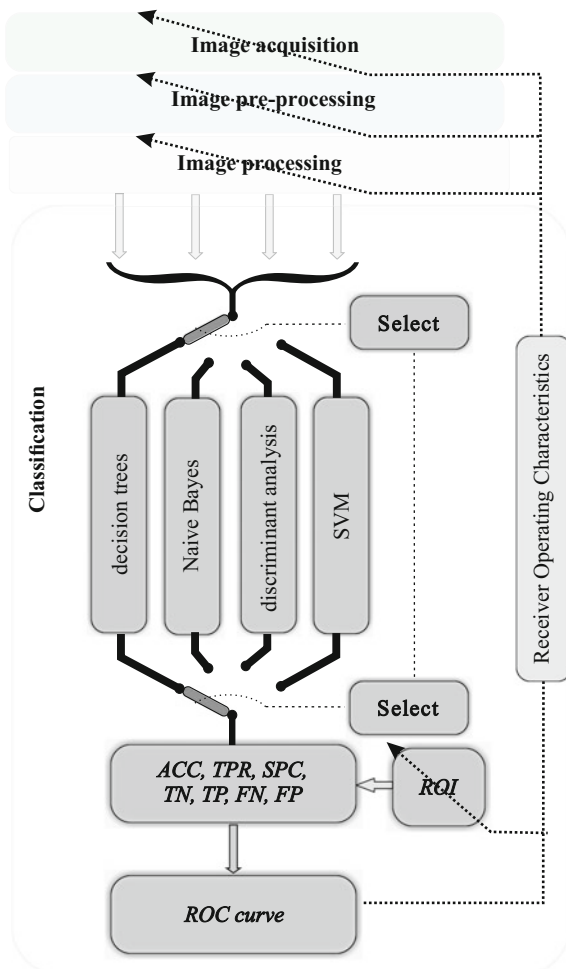 Image acquisition
Image pre-processing
Image processing
Select
Classification
decision trees
Naive Bayes
discriminant analysis
SVM
Receiver Operating Characteristics
Select
ACC, TPR, SPC,
TN, TP, FN, FP
ROI
ROC curve